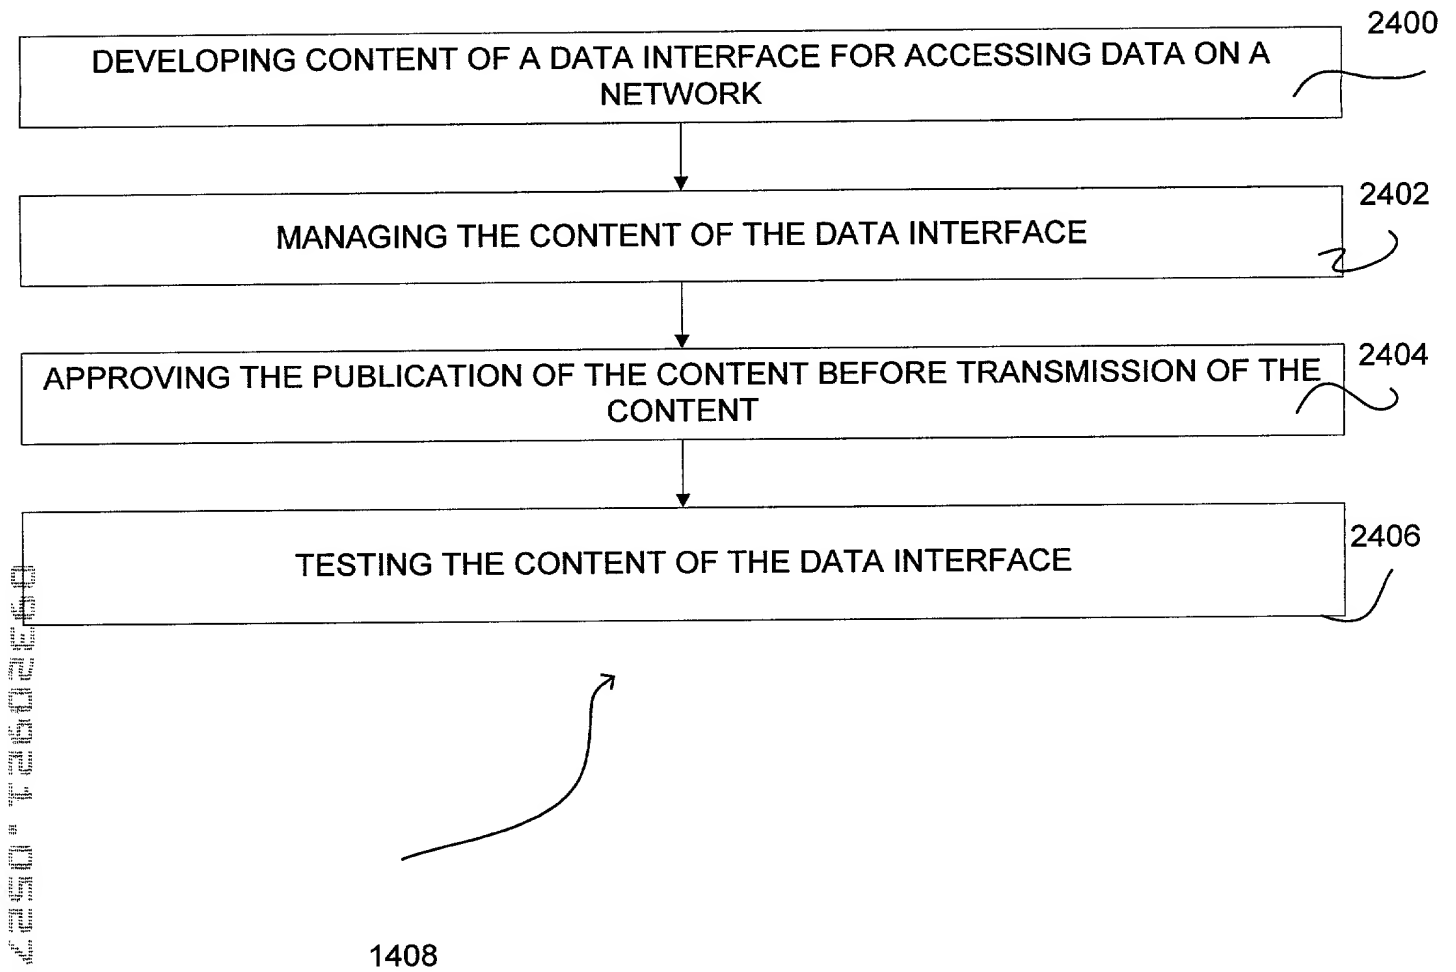 2400
DEVELOPING CONTENT OF A DATA INTERFACE FOR ACCESSING DATA ON A
NETWORK
2402
MANAGING THE CONTENT OF THE DATA INTERFACE
2404
APPROVING THE PUBLICATION OF THE CONTENT BEFORE TRANSMISSION OF THE
CONTENT
2406
TESTING THE CONTENT OF THE DATA INTERFACE
1408